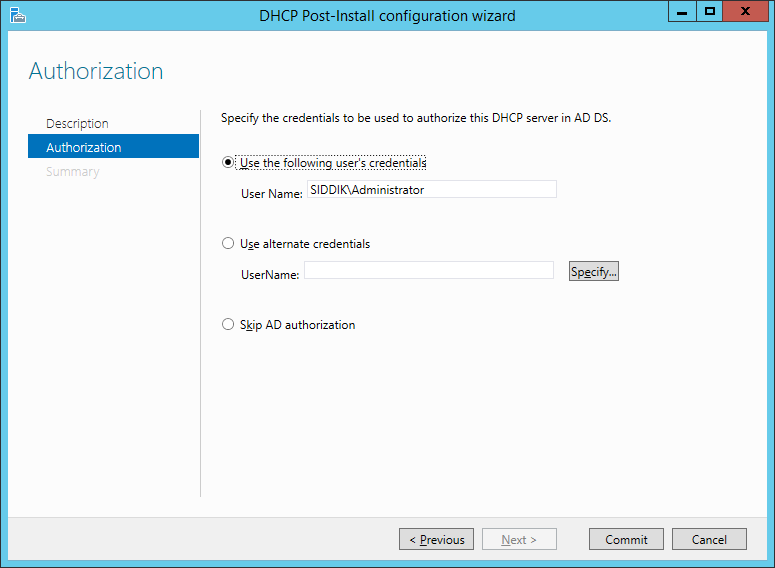 DHCP Post-Install configuration wizard
Authorization
Description
Authorization
Summary
Specify the credentials to be used to authorize this DHCP server in AD DS.
Use the following user's credentials
User Name: SIDDIK\Administrator
Use alternate credentials
UserName:
Specify...
Skip AD authorization
< Previous
Next >
Commit
Cancel